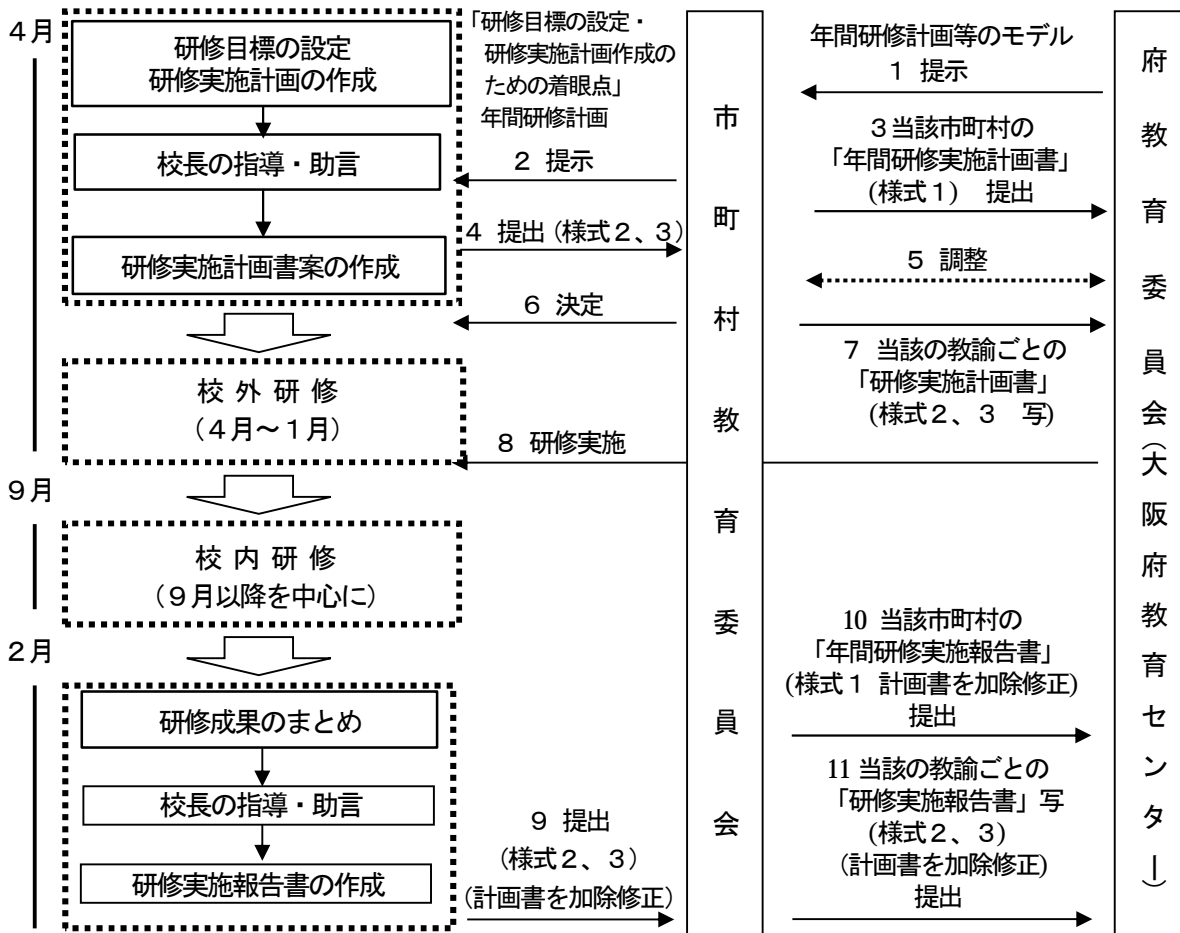 4月
研修目標の設定
研修実施計画の作成
校長の指導・助言
研修実施計画書案の作成
校 外 研 修
(4月~1月)
9月
校 内 研 修
(9月以降を中心に)
2月
研修成果のまとめ
校長の指導・助言
研修実施報告書の作成
「研修目標の設定・
研修実施計画作成の
ための着眼点」
年間研修計画
2 提示
4 提出(様式2、3)
6 決定
8 研修実施
9 提出
(様式2、3)
(計画書を加除修正)
市町村教育委員会
年間研修計画等のモデル
1 提示
3当該市町村の
「年間研修実施計画書」
(様式1) 提出
5 調整
7 当該の教諭ごとの
「研修実施計画書」
(様式2、3 写)
10 当該市町村の
「年間研修実施報告書」
(様式1 計画書を加除修正)
提出
11 当該の教諭ごとの
「研修実施報告書」写
(様式2、3)
(計画書を加除修正)
提出
府教育委員会(大阪府教育センター)